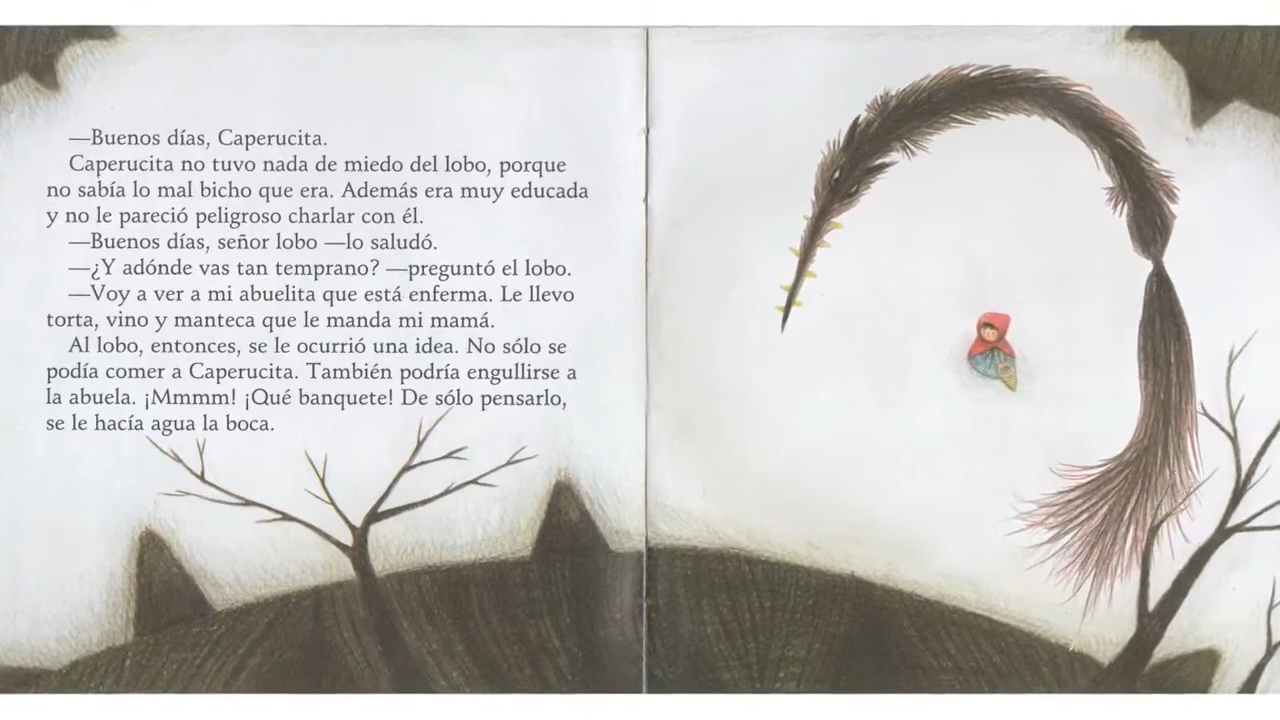 —Buenos días, Caperucita.
Caperucita no tuvo nada de miedo del lobo, porque
no sabía lo mal bicho que era. Además era muy educada
y no le pareció peligroso charlar con él.
—Buenos días, señor lobo —lo saludó.
—¿Y adónde vas tan temprano? —preguntó el lobo.
—Voy a ver a mi abuelita que está enferma. Le llevo
torta, vino y manteca que le manda mi mamá.
Al lobo, entonces, se le ocurrió una idea. No sólo se
podía comer a Caperucita. También podría engullirse a
la abuela. ¡Mmmm! ¡Qué banquete! De sólo pensarlo,
se le hacía agua la boca.